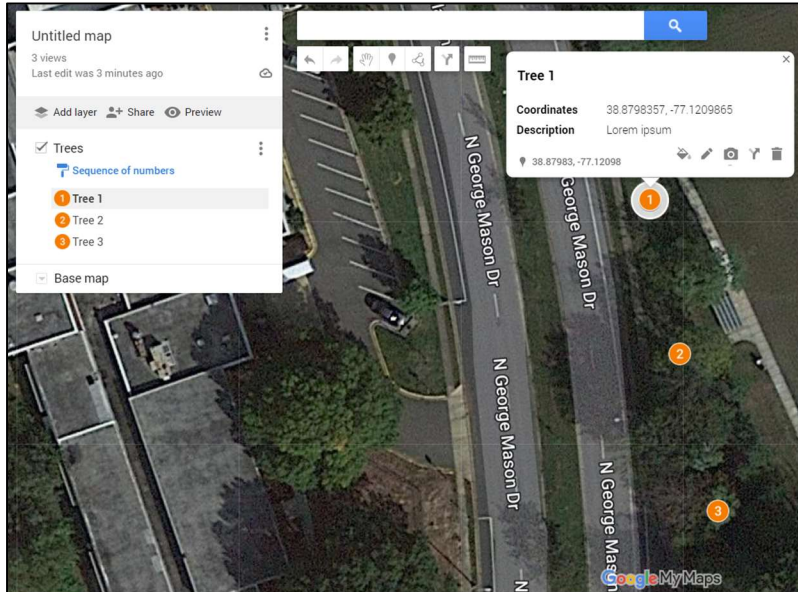 Untitled map
3 views
Last edit was 3 minutes ago
Add layer Share Preview
Trees
Sequence of numbers
1 Tree 1
2 Tree 2
3 Tree 3
Base map
Tree 1
Coordinates 38.8798357, -77.1209865
Description Lorem ipsum
38.87983, -77.12098
N George Mason Dr
George Mason Dr
N George Mason Dr
N George Mason
N
1
2
3
Google My Maps